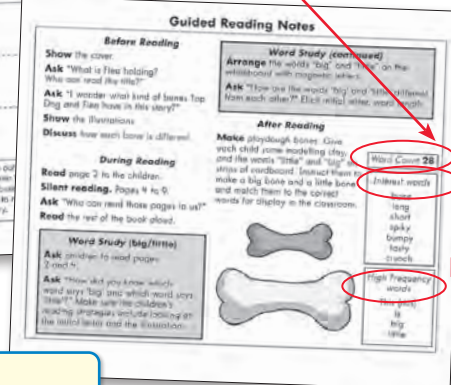 Guided Reading Notes
Before Reading
Show the cover.
Ask "What is Flea holding?
Who can read the title?"
Ask "I wonder what kind of bones Top
Dog and Flea have in this story?"
Show the illustrations.
Discuss how each bone is different.
During Reading
Read page 2 to the children.
Silent reading. Pages 4 to 9.
Ask "Who can read those pages to us?"
Read the rest of the book aloud.
Word Study (big/little)
Ask children to read pages
2 and 4.
Ask "How did you know which
word says 'big' and which word says
'little'?" Make sure the children's
reading strategies include looking at
the initial letter and the illustration.
Word Study (continued)
Arrange the words "big" and "little" on the
whiteboard with magnetic letters.
Ask "How are the words 'big' and 'little' different
from each other?" Elicit initial letter, word length.
After Reading
Make playdough bones. Give
each child some modelling clay,
and the words "little" and "big" on
strips of cardboard. Instruct them to
make a big bone and a little bone
and match them to the correct
words for display in the classroom.
Word Count 28
Interest words
bone
long
short
spiky
bumpy
tasty
crunch
High Frequency
words
is
big
little